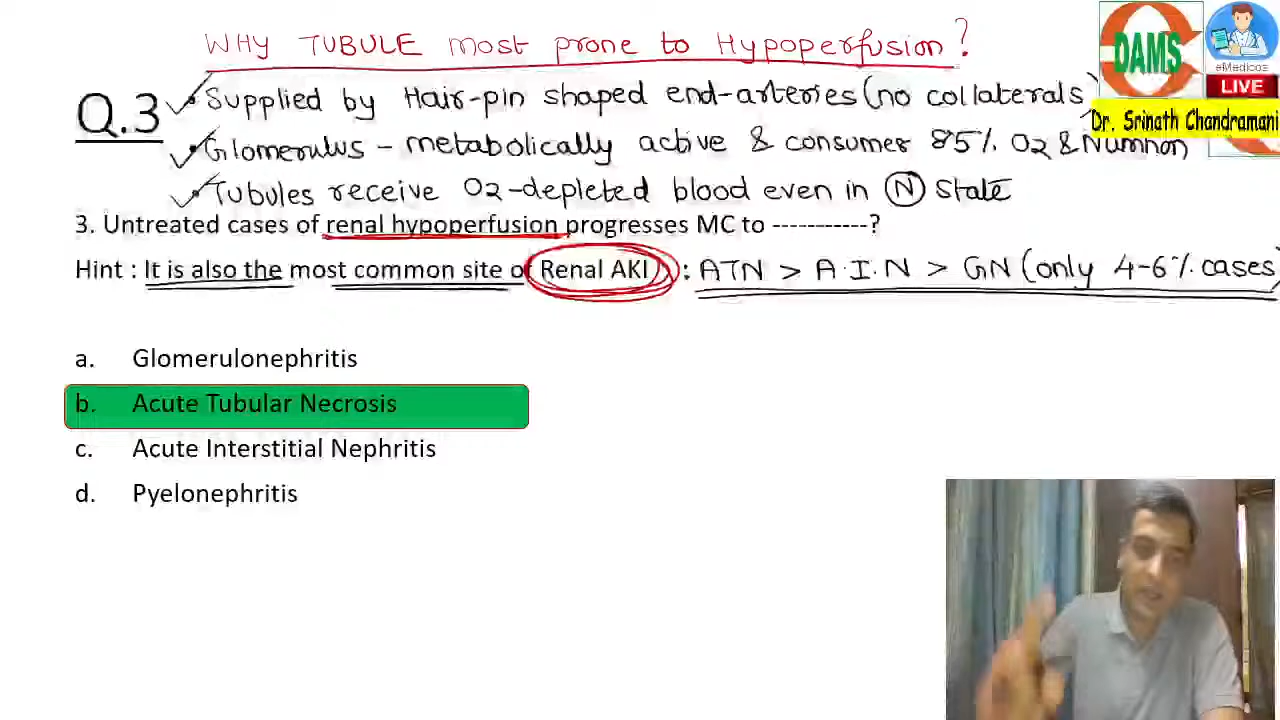 WHY TUBULE most prone to Hypoperfusion?
DAMS
eMedicos
LIVE
Dr. Srinath Chandramani
Q.3
Supplied by Hair-pin shaped end-arteries (no collaterals)
Glomerulus - metabolically active & consumes 85% O2 & Nutrition
Tubules receive O2-depleted blood even in N state
3. Untreated cases of renal hypoperfusion progresses MC to -----------?
Hint : It is also the most common site of Renal AKI : ATN > A.I.N > GN (only 4-6% cases)
a. Glomerulonephritis
b. Acute Tubular Necrosis
c. Acute Interstitial Nephritis
d. Pyelonephritis